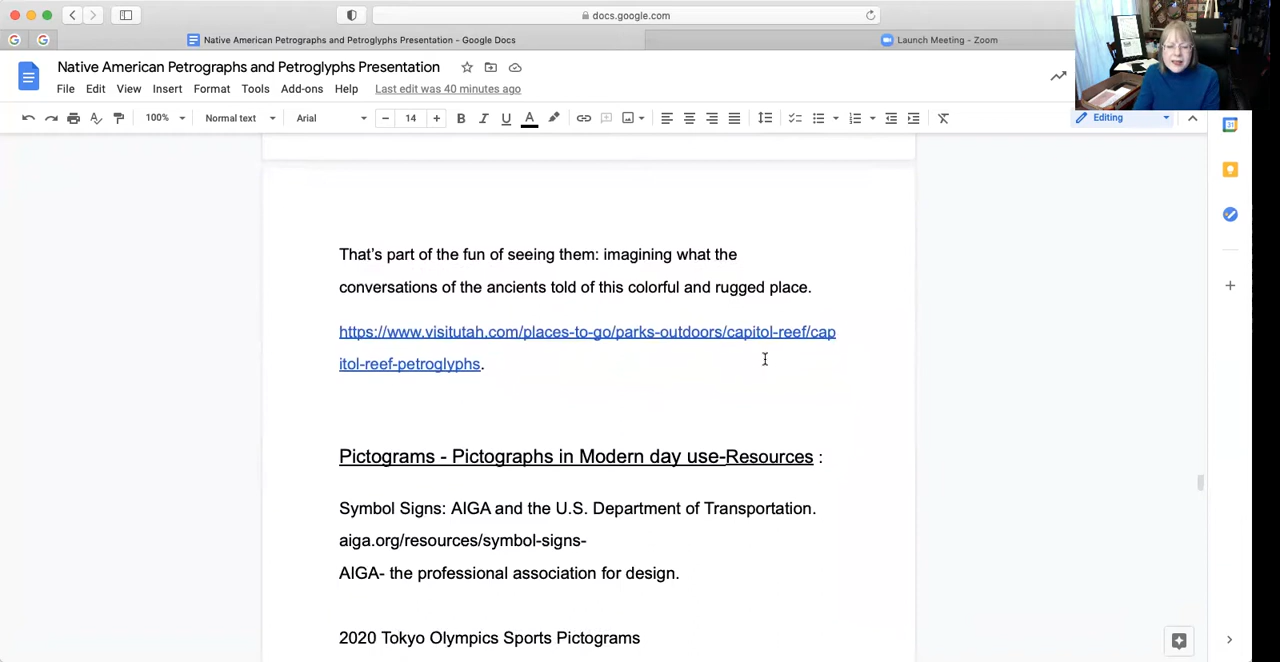 docs.google.com
Native American Petrographs and Petroglyphs Presentation - Google Docs
Launch Meeting - Zoom
Native American Petrographs and Petroglyphs Presentation
File Edit View Insert Format Tools Add-ons Help Last edit was 40 minutes ago
100% Normal text Arial 14 B I U A Editing
That's part of the fun of seeing them: imagining what the
conversations of the ancients told of this colorful and rugged place.
https://www.visitutah.com/places-to-go/parks-outdoors/capitol-reef/cap
itol-reef-petroglyphs.
Pictograms - Pictographs in Modern day use-Resources :
Symbol Signs: AIGA and the U.S. Department of Transportation.
aiga.org/resources/symbol-signs-
AIGA- the professional association for design.
2020 Tokyo Olympics Sports Pictograms